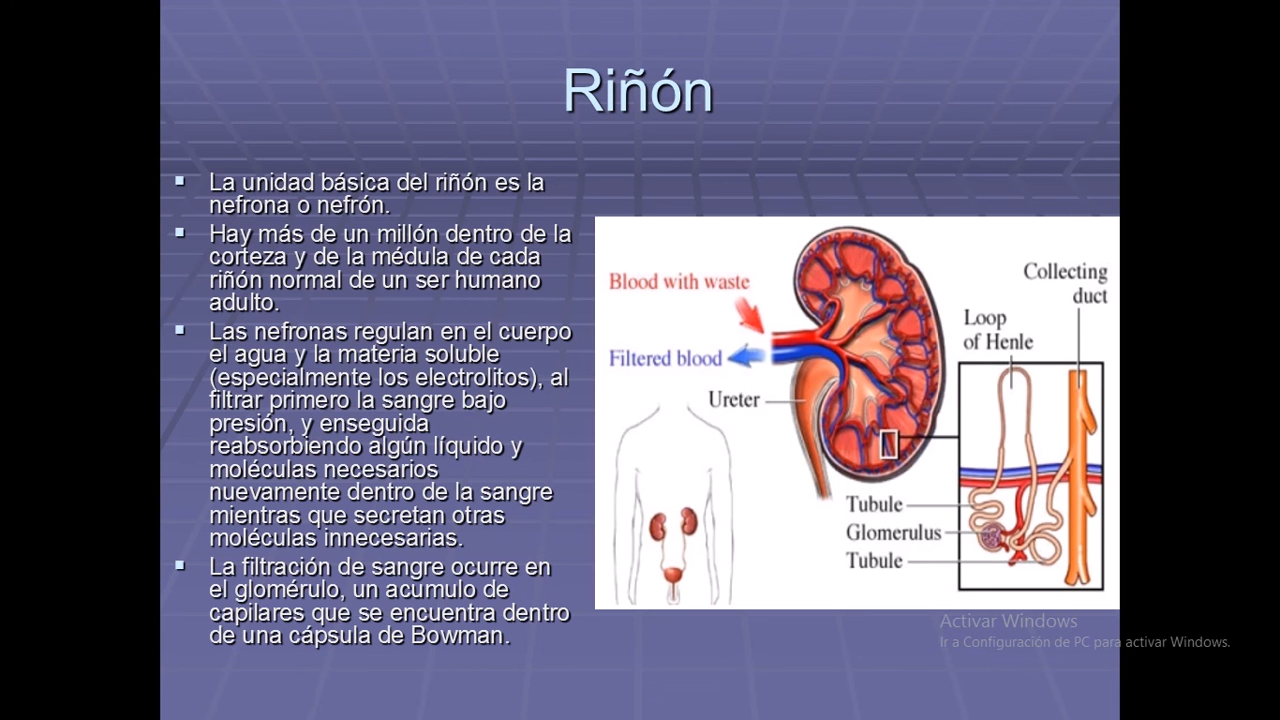 Riñón
La unidad básica del riñón es la
nefrona o nefrón.
Hay más de un millón dentro de la
corteza y de la médula de cada
riñón normal de un ser humano
adulto.
Las nefronas regulan en el cuerpo
el agua y la materia soluble
(especialmente los electrolitos), al
filtrar primero la sangre bajo
presión, y enseguida
reabsorbiendo algún líquido y
moléculas necesarios
nuevamente dentro de la sangre
mientras que secretan otras
moléculas innecesarias.
La filtración de sangre ocurre en
el glomérulo, un acumulo de
capilares que se encuentra dentro
de una cápsula de Bowman.
Blood with waste
Filtered blood
Ureter
Collecting
duct
Loop
of Henle
Tubule
Glomerulus
Tubule
Activar Windows
Ir a Configuración de PC para activar Windows.